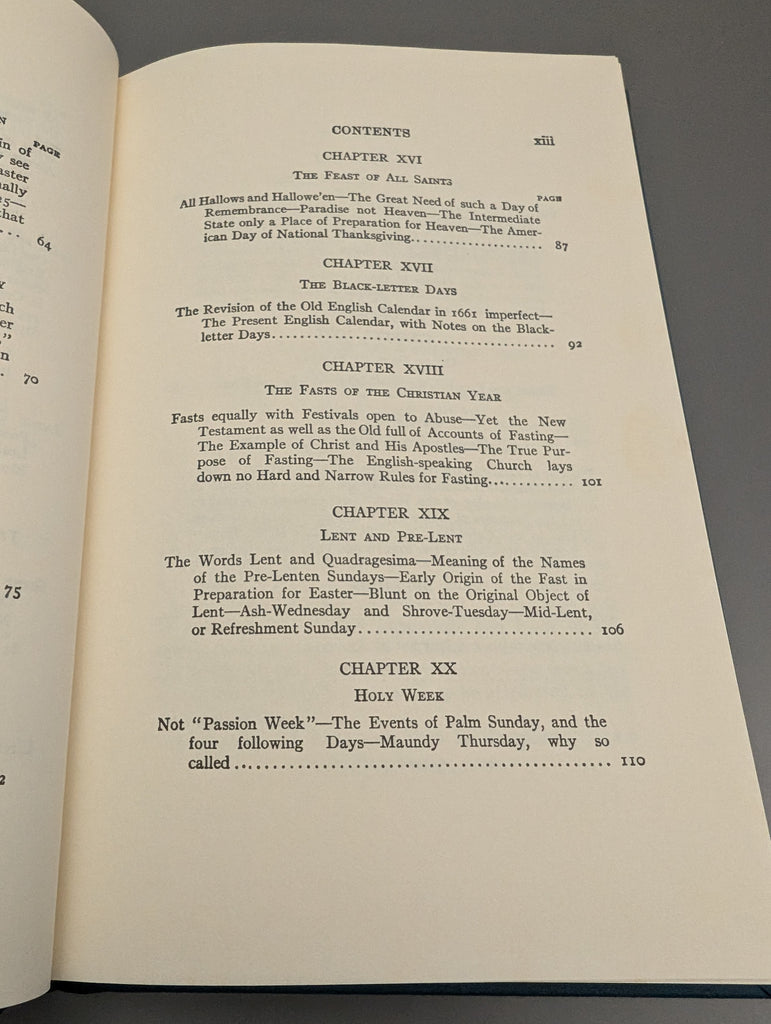 in of PAGE
see
aster
ally
25—
that
... 64
ch
er
"
n
. 70
75
2
CONTENTS
xiii
CHAPTER XVI
THE FEAST OF ALL SAINTS
PAGE
All Hallows and Hallowe'en—The Great Need of such a Day of
Remembrance—Paradise not Heaven—The Intermediate
State only a Place of Preparation for Heaven—The Amer-
ican Day of National Thanksgiving...................... 87
CHAPTER XVII
THE BLACK-LETTER DAYS
The Revision of the Old English Calendar in 1661 imperfect—
The Present English Calendar, with Notes on the Black-
letter Days.............................................. 92
CHAPTER XVIII
THE FASTS OF THE CHRISTIAN YEAR
Fasts equally with Festivals open to Abuse—Yet the New
Testament as well as the Old full of Accounts of Fasting—
The Example of Christ and His Apostles—The True Pur-
pose of Fasting—The English-speaking Church lays
down no Hard and Narrow Rules for Fasting............. 101
CHAPTER XIX
LENT AND PRE-LENT
The Words Lent and Quadragesima—Meaning of the Names
of the Pre-Lenten Sundays—Early Origin of the Fast in
Preparation for Easter—Blunt on the Original Object of
Lent—Ash-Wednesday and Shrove-Tuesday—Mid-Lent,
or Refreshment Sunday.............................. 106
CHAPTER XX
HOLY WEEK
Not "Passion Week"—The Events of Palm Sunday, and the
four following Days—Maundy Thursday, why so
called............................................... 110